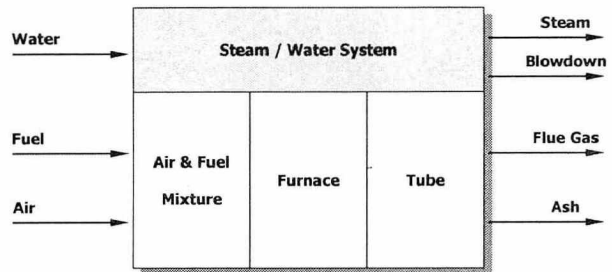 Water
Steam / Water System
Steam
Blowdown
Fuel
Air & Fuel
Mixture
Furnace
Tube
Flue Gas
Air
Ash